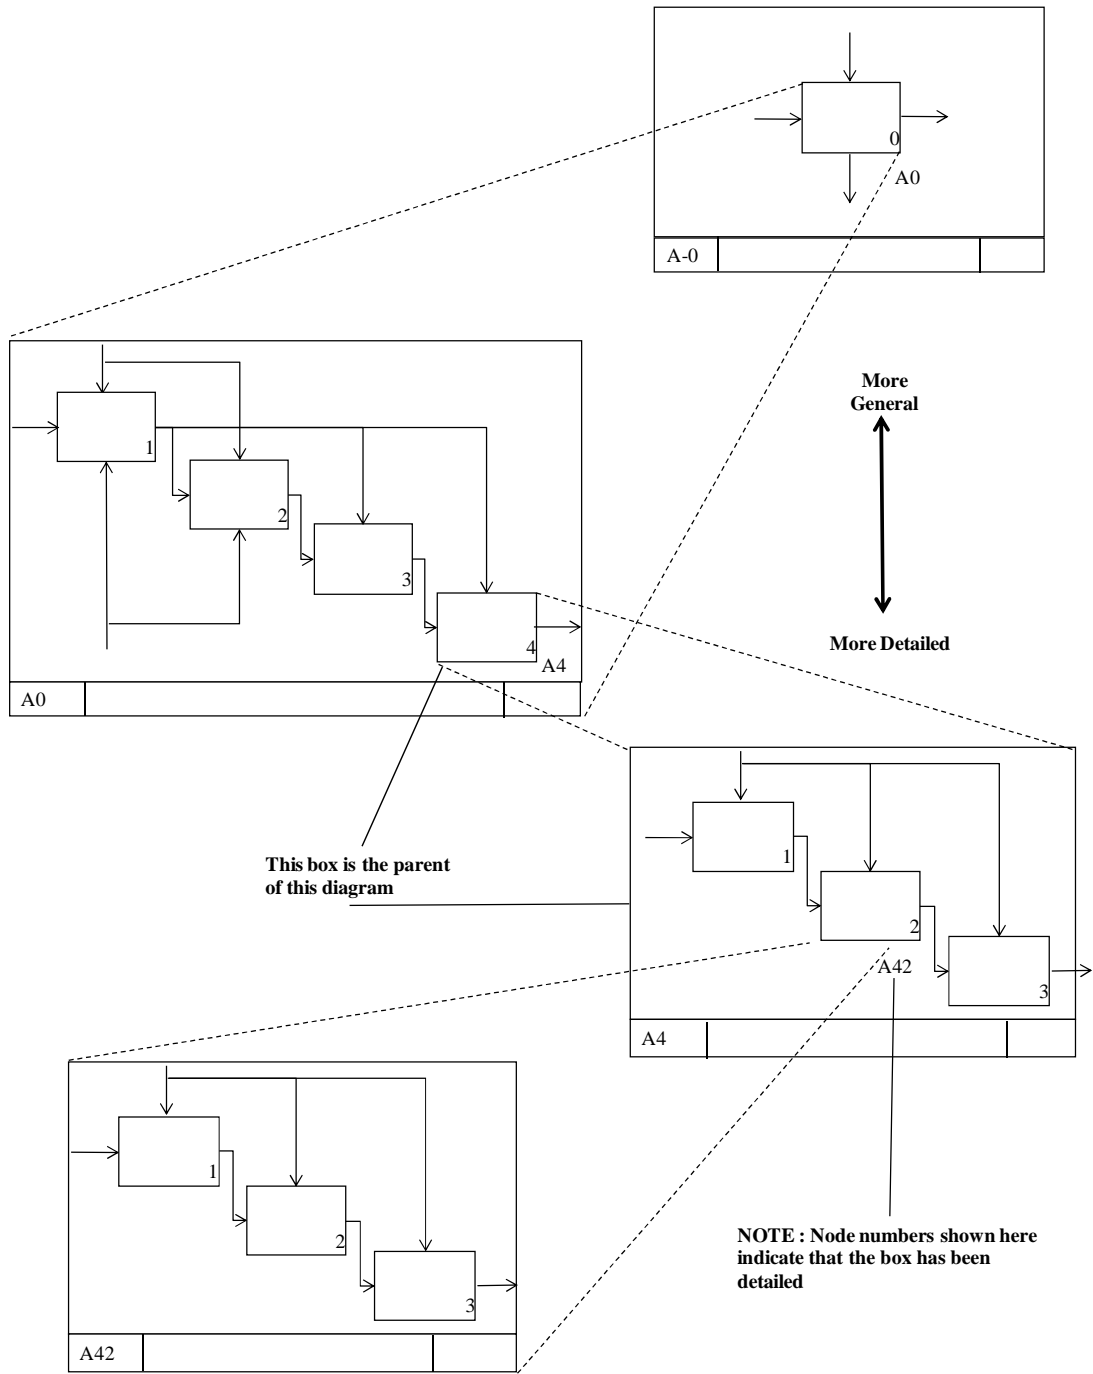 0
A0
A-0
More
General
More Detailed
1
2
3
4
A4
A0
This box is the parent
of this diagram
1
2
A42
3
A4
1
2
3
A42
NOTE : Node numbers shown here
indicate that the box has been
detailed